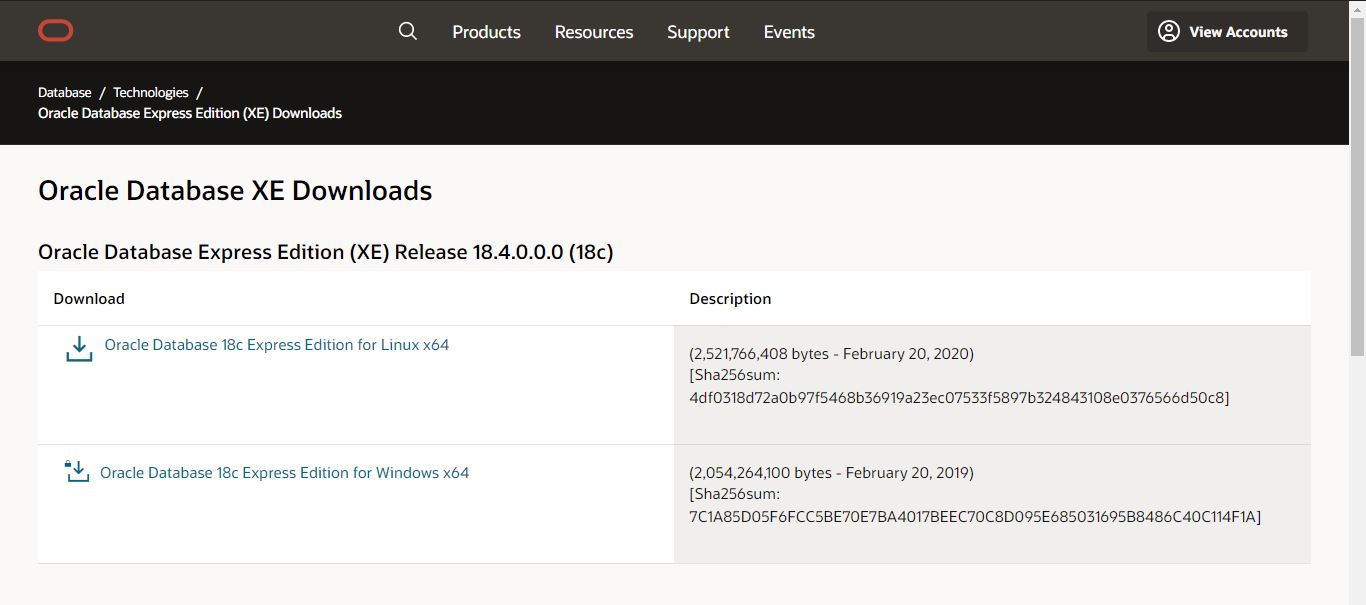 Products Resources Support Events View Accounts
Database / Technologies /
Oracle Database Express Edition (XE) Downloads
Oracle Database XE Downloads
Oracle Database Express Edition (XE) Release 18.4.0.0.0 (18c)
Download Description
Oracle Database 18c Express Edition for Linux x64
(2,521,766,408 bytes - February 20, 2020)
[Sha256sum:
4df0318d72a0b97f5468b36919a23ec07533f5897b324843108e0376566d50c8]
Oracle Database 18c Express Edition for Windows x64
(2,054,264,100 bytes - February 20, 2019)
[Sha256sum:
7C1A85D05F6FCC5BE70E7BA4017BEEC70C8D095E685031695B8486C40C114F1A]